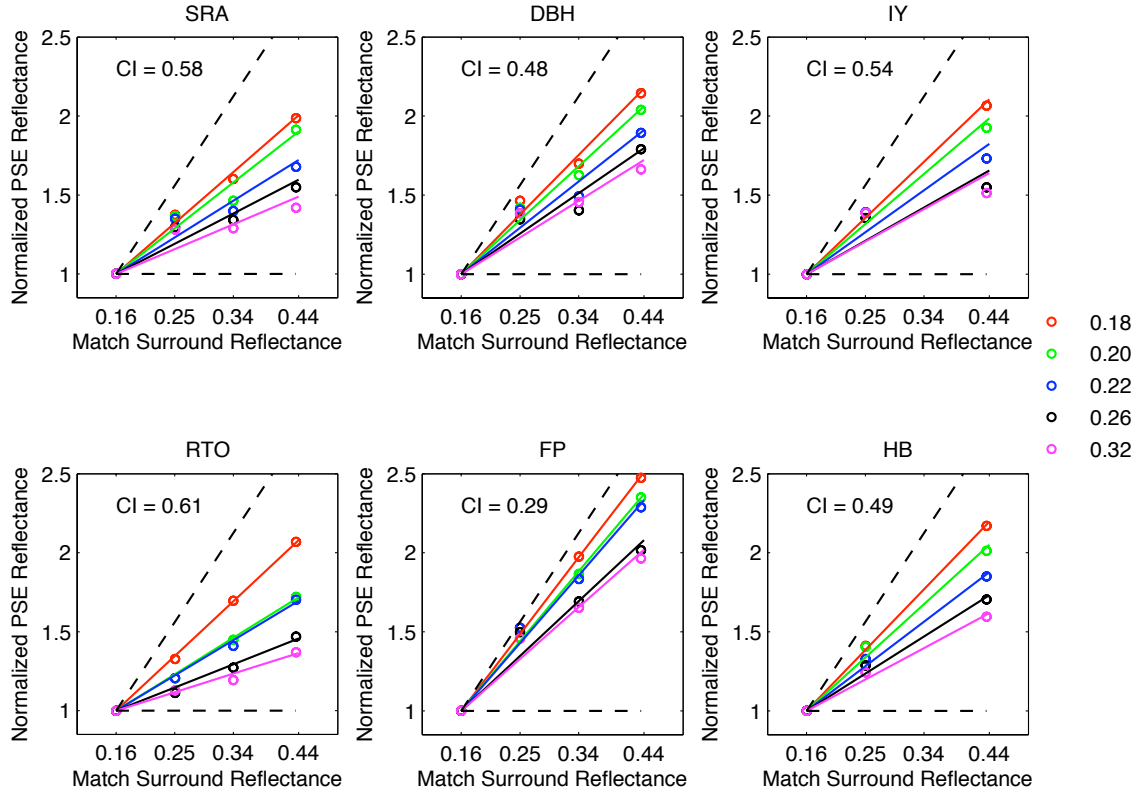 SRA
DBH
IY
Normalized PSE Reflectance
2.5
2
1.5
1
CI = 0.58
0.16 0.25 0.34 0.44
Match Surround Reflectance
Normalized PSE Reflectance
2.5
2
1.5
1
CI = 0.48
0.16 0.25 0.34 0.44
Match Surround Reflectance
Normalized PSE Reflectance
2.5
2
1.5
1
CI = 0.54
0.16 0.25 0.34 0.44
Match Surround Reflectance
0.18
0.20
0.22
0.26
0.32
RTO
FP
HB
Normalized PSE Reflectance
2.5
2
1.5
1
CI = 0.61
0.16 0.25 0.34 0.44
Match Surround Reflectance
Normalized PSE Reflectance
2.5
2
1.5
1
CI = 0.29
0.16 0.25 0.34 0.44
Match Surround Reflectance
Normalized PSE Reflectance
2.5
2
1.5
1
CI = 0.49
0.16 0.25 0.34 0.44
Match Surround Reflectance